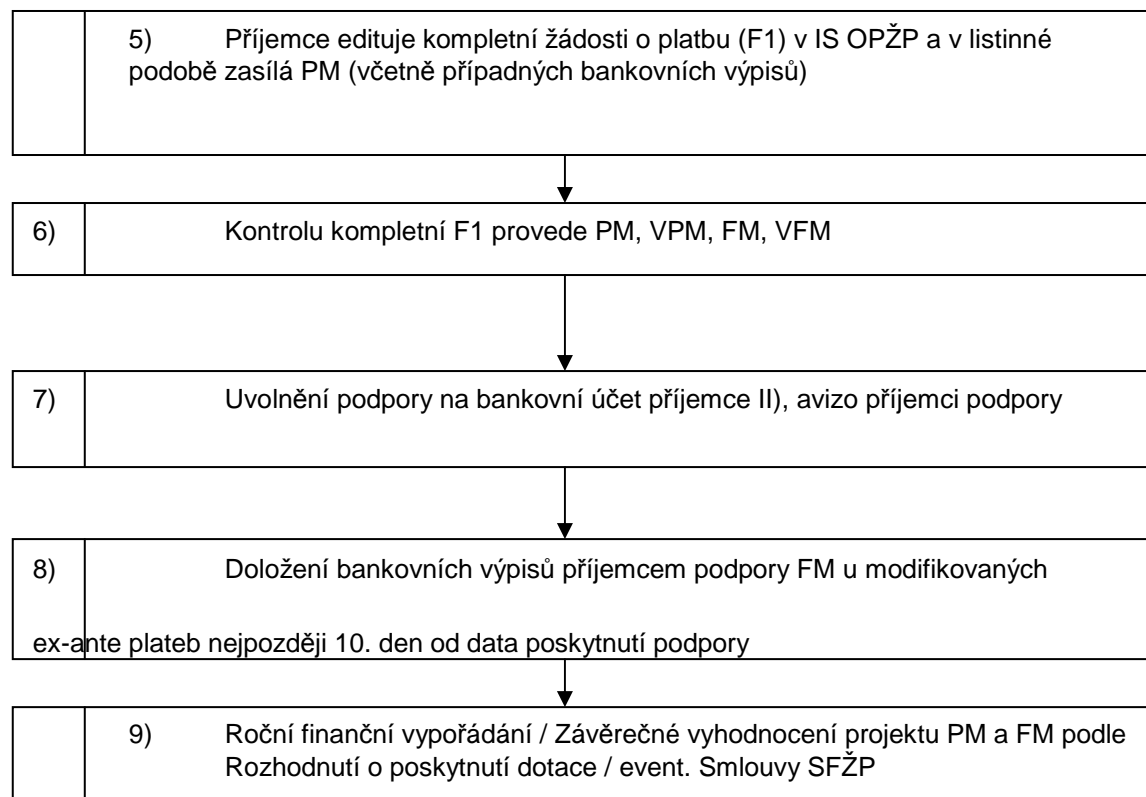 5) Příjemce edituje kompletní žádosti o platbu (F1) v IS OPŽP a v listinné
podobě zasílá PM (včetně případných bankovních výpisů)
6) Kontrolu kompletní F1 provede PM, VPM, FM, VFM
7) Uvolnění podpory na bankovní účet příjemce II), avizo příjemci podpory
8) Doložení bankovních výpisů příjemcem podpory FM u modifikovaných
ex-ante plateb nejpozději 10. den od data poskytnutí podpory
9) Roční finanční vypořádání / Závěrečné vyhodnocení projektu PM a FM podle
Rozhodnutí o poskytnutí dotace / event. Smlouvy SFŽP